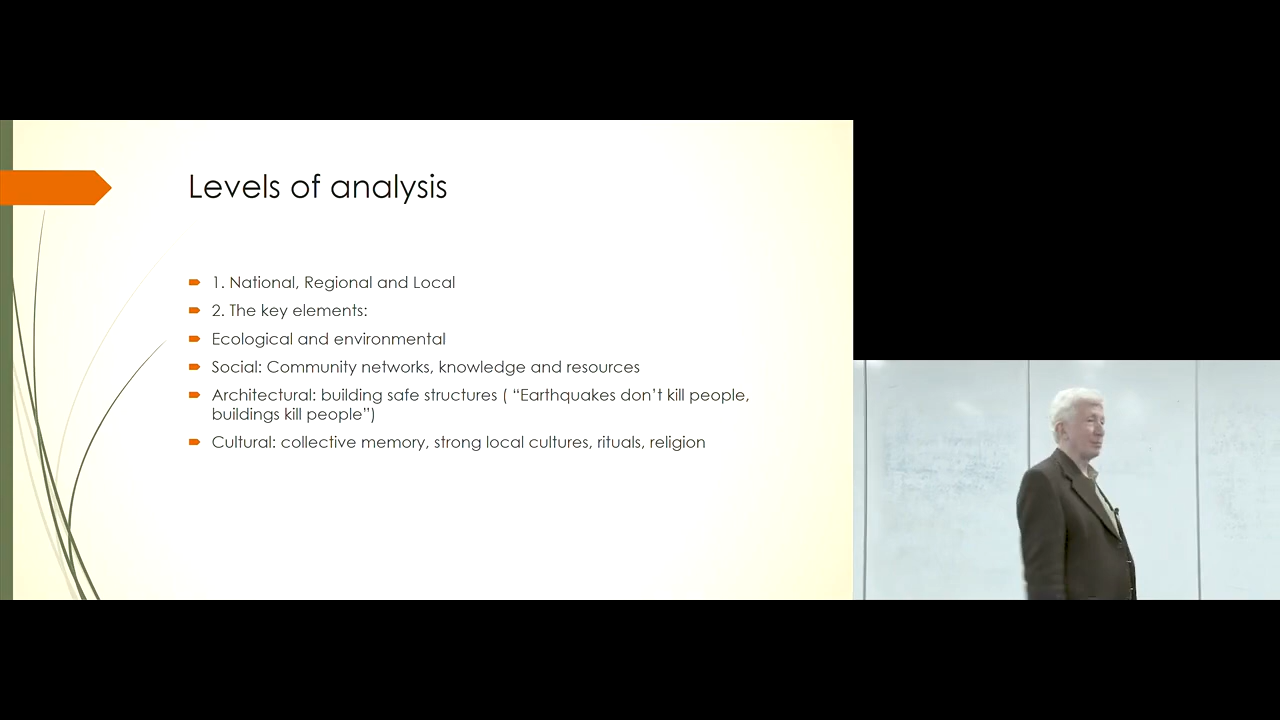 Levels of analysis
1. National, Regional and Local
2. The key elements:
Ecological and environmental
Social: Community networks, knowledge and resources
Architectural: building safe structures ( “Earthquakes don’t kill people,
buildings kill people”)
Cultural: collective memory, strong local cultures, rituals, religion